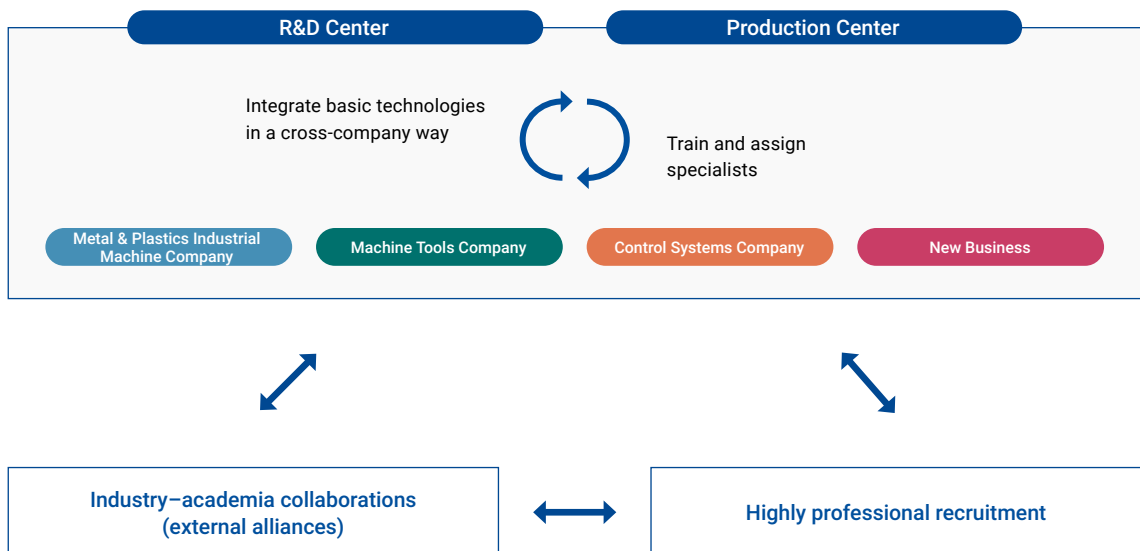 R&D Center
Production Center
Integrate basic technologies
in a cross-company way
Train and assign
specialists
Metal & Plastics Industrial
Machine Company
Machine Tools Company
Control Systems Company
New Business
Industry–academia collaborations
(external alliances)
Highly professional recruitment